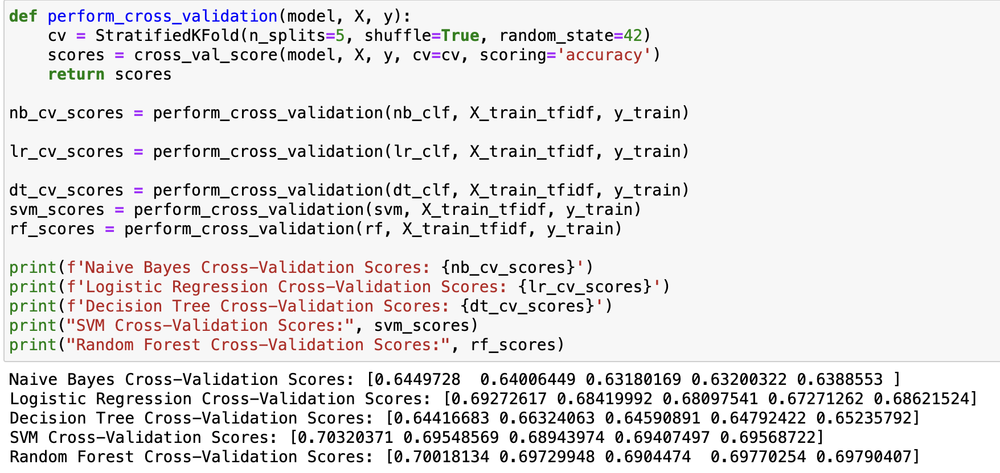 def perform_cross_validation(model, X, y):
    cv = StratifiedKFold(n_splits=5, shuffle=True, random_state=42)
    scores = cross_val_score(model, X, y, cv=cv, scoring='accuracy')
    return scores

nb_cv_scores = perform_cross_validation(nb_clf, X_train_tfidf, y_train)

lr_cv_scores = perform_cross_validation(lr_clf, X_train_tfidf, y_train)

dt_cv_scores = perform_cross_validation(dt_clf, X_train_tfidf, y_train)
svm_scores = perform_cross_validation(svm, X_train_tfidf, y_train)
rf_scores = perform_cross_validation(rf, X_train_tfidf, y_train)

print(f'Naive Bayes Cross-Validation Scores: {nb_cv_scores}')
print(f'Logistic Regression Cross-Validation Scores: {lr_cv_scores}')
print(f'Decision Tree Cross-Validation Scores: {dt_cv_scores}')
print("SVM Cross-Validation Scores:", svm_scores)
print("Random Forest Cross-Validation Scores:", rf_scores)

Naive Bayes Cross-Validation Scores: [0.6449728  0.64006449 0.63180169 0.63200322 0.6388553 ]
Logistic Regression Cross-Validation Scores: [0.69272617 0.68419992 0.68097541 0.67271262 0.68621524]
Decision Tree Cross-Validation Scores: [0.64416683 0.66324063 0.64590891 0.64792422 0.65235792]
SVM Cross-Validation Scores: [0.70320371 0.69548569 0.68943974 0.69407497 0.69568722]
Random Forest Cross-Validation Scores: [0.70018134 0.69729948 0.6904474  0.69770254 0.69790407]